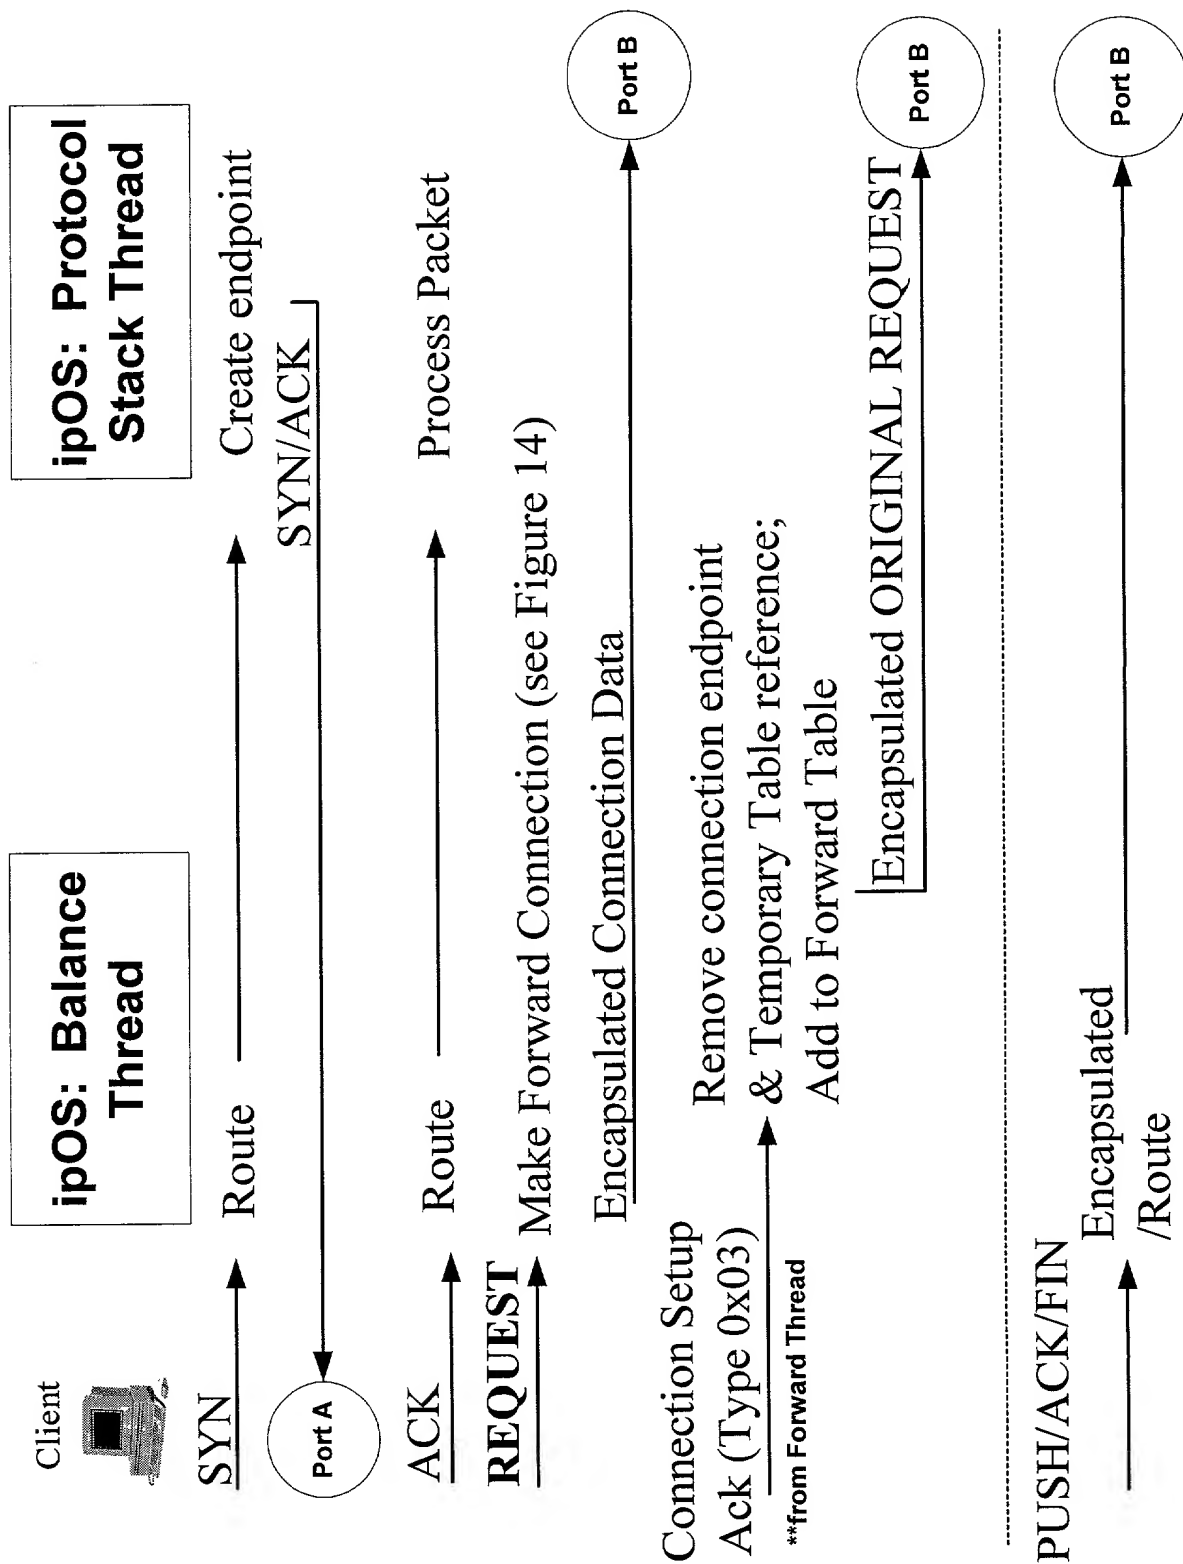 Client
ipOS: Balance
Thread
ipOS: Protocol
Stack Thread
SYN
Route
Create endpoint
SYN/ACK
Port A
ACK
Route
Process Packet
REQUEST
Make Forward Connection (see Figure 14)
Encapsulated Connection Data
Port B
Connection Setup
Ack (Type 0x03)
**from Forward Thread
Remove connection endpoint
& Temporary Table reference;
Add to Forward Table
Encapsulated ORIGINAL REQUEST
Port B
PUSH/ACK/FIN
Encapsulated
/Route
Port B